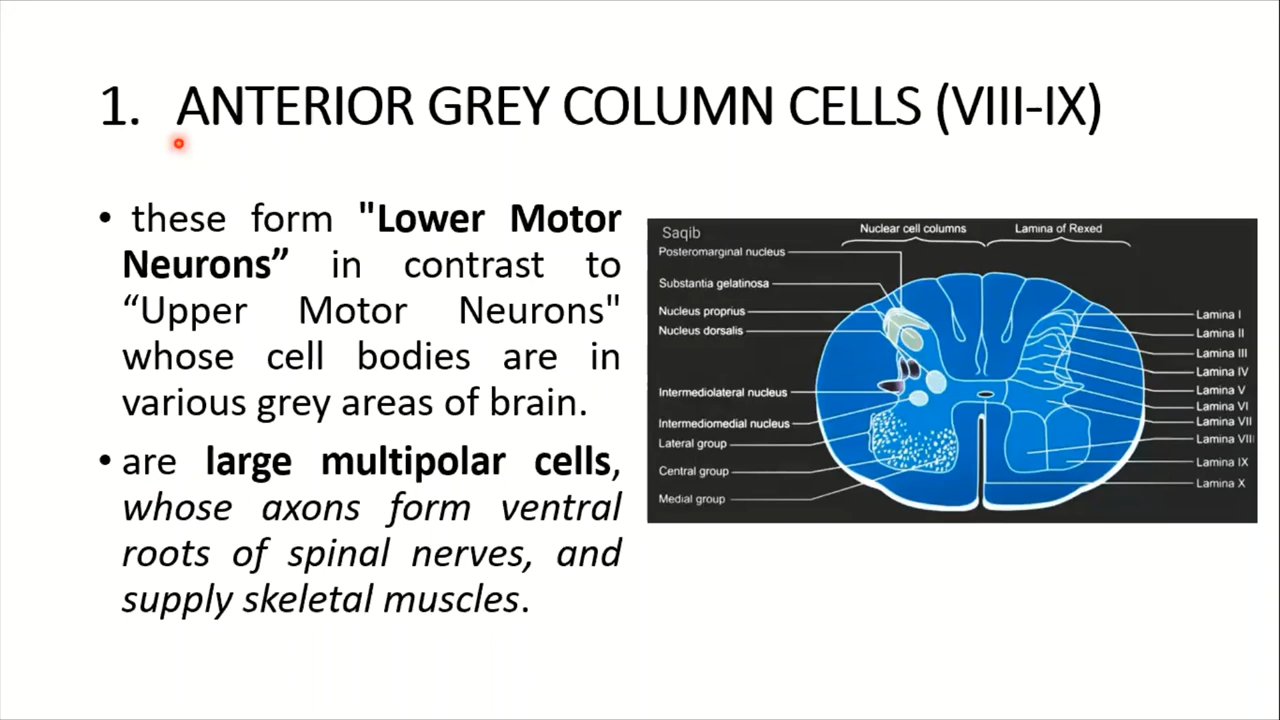 1. ANTERIOR GREY COLUMN CELLS (VIII-IX)
• these form "Lower Motor
Neurons” in contrast to
“Upper Motor Neurons"
whose cell bodies are in
various grey areas of brain.
• are large multipolar cells,
whose axons form ventral
roots of spinal nerves, and
supply skeletal muscles.
Saqib
Nuclear cell columns
Lamina of Rexed
Posteromarginal nucleus
Substantia gelatinosa
Nucleus proprius
Nucleus dorsalis
Intermediolateral nucleus
Intermediomedial nucleus
Lateral group
Central group
Medial group
Lamina I
Lamina II
Lamina III
Lamina IV
Lamina V
Lamina VI
Lamina VII
Lamina VIII
Lamina IX
Lamina X